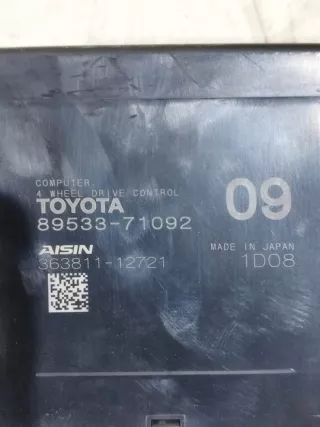 COMPUTER,
4 WHEEL DRIVE CONTROL
TOYOTA 09
89533-71092
AISIN MADE IN JAPAN
363811-12721 1D08